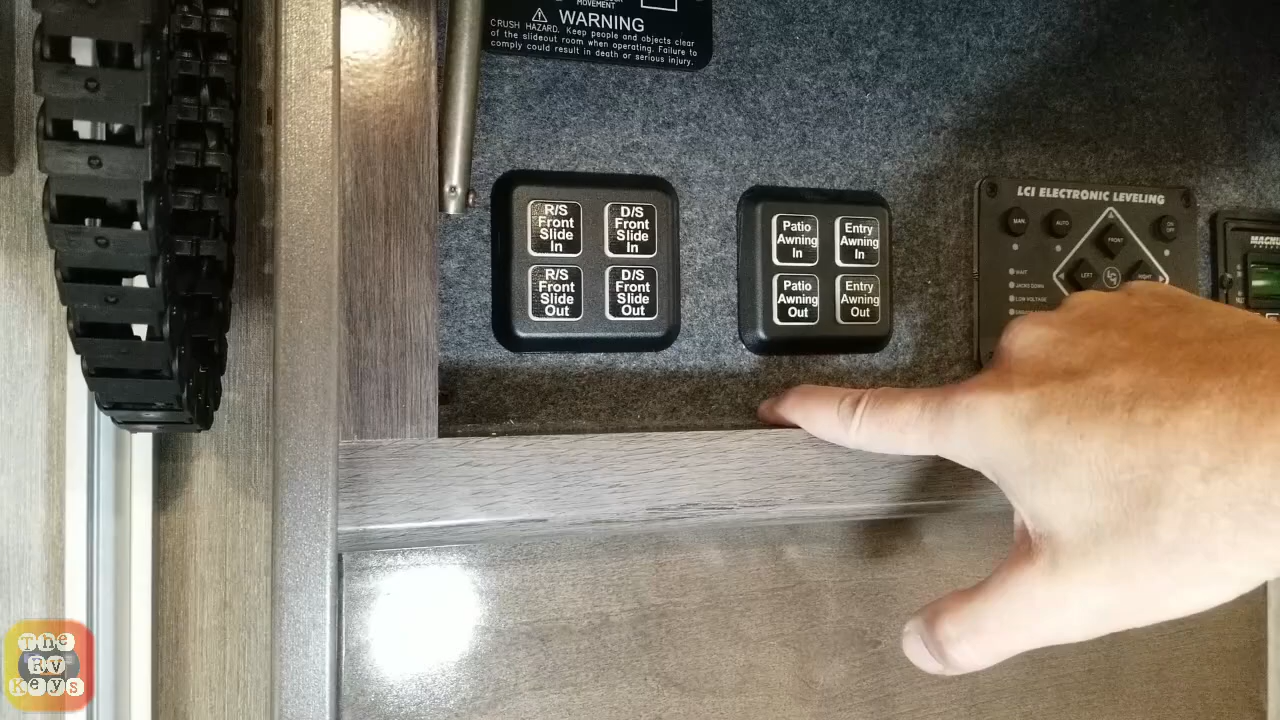 MOVEMENT
WARNING
CRUSH HAZARD. Keep people and objects clear
of the slideout room when operating. Failure to
comply could result in death or serious injury.
R/S
Front
Slide
In
D/S
Front
Slide
In
R/S
Front
Slide
Out
D/S
Front
Slide
Out
Patio
Awning
In
Entry
Awning
In
Patio
Awning
Out
Entry
Awning
Out
LCI ELECTRONIC LEVELING
MAN.
AUTO
ON
OFF
FRONT
LEFT
RIGHT
WAIT
JACKS DOWN
LOW VOLTAGE
The
RV
Keys